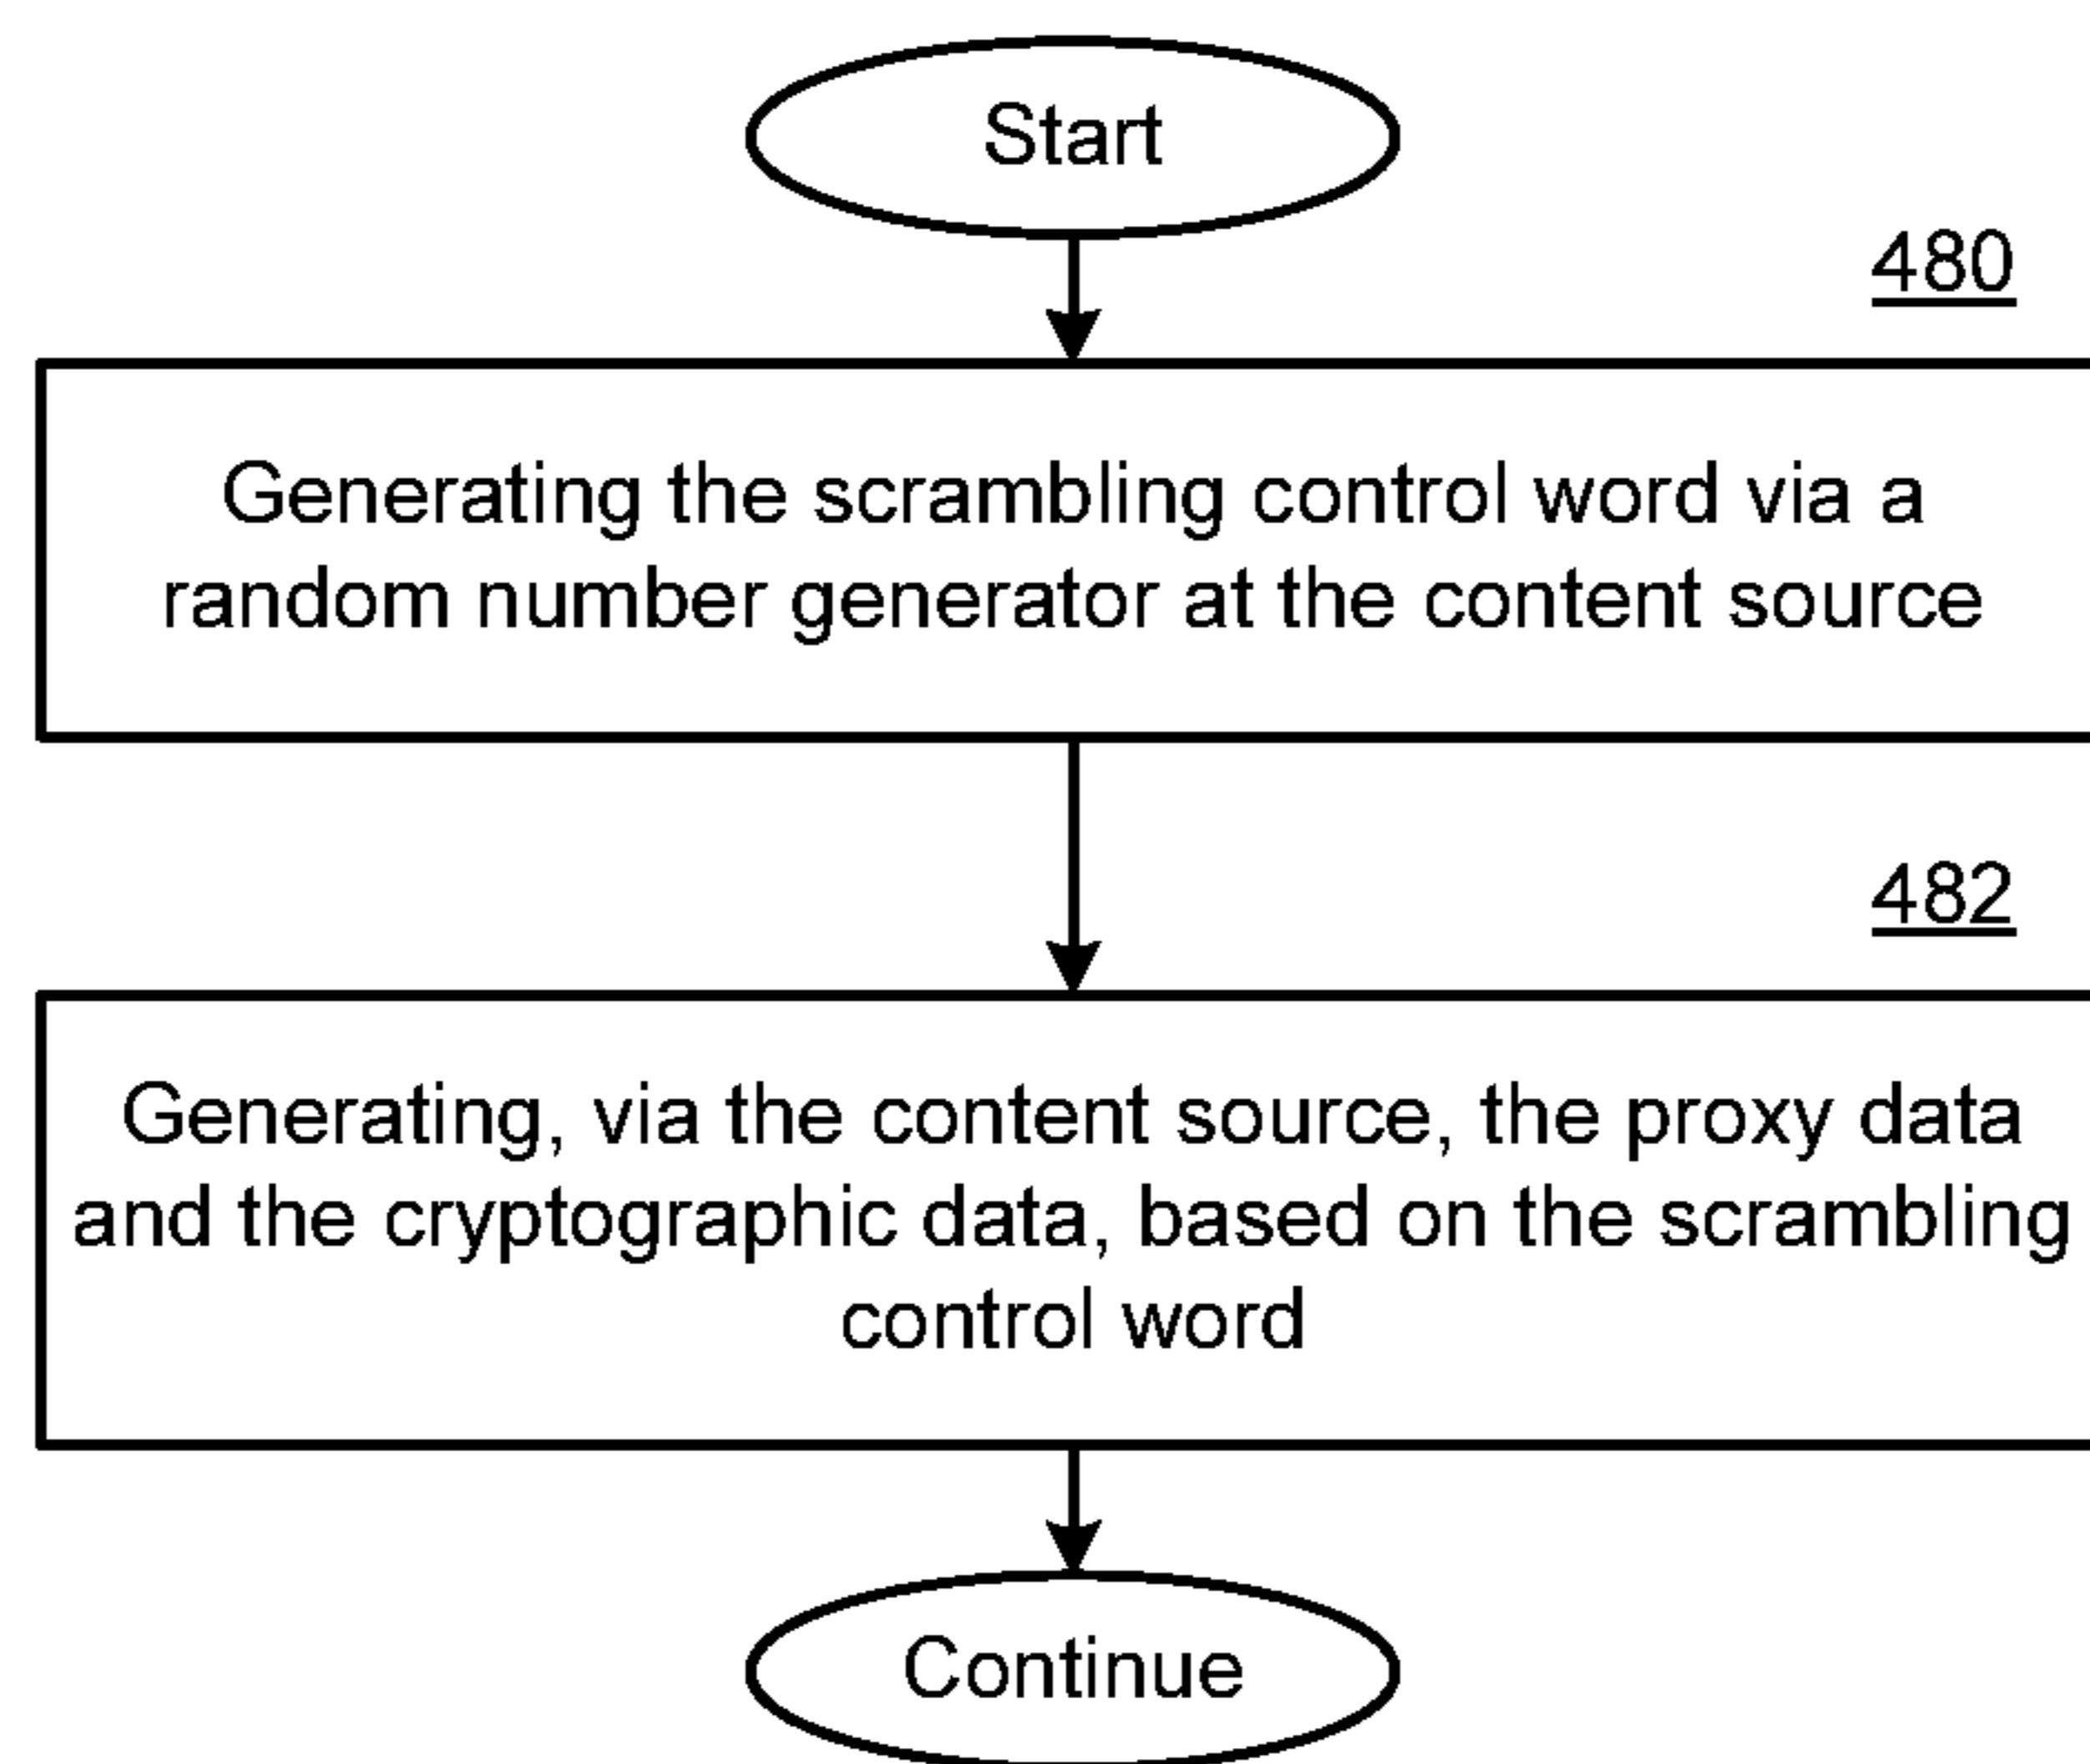 Start
480
Generating the scrambling control word via a
random number generator at the content source
482
Generating, via the content source, the proxy data
and the cryptographic data, based on the scrambling
control word
Continue